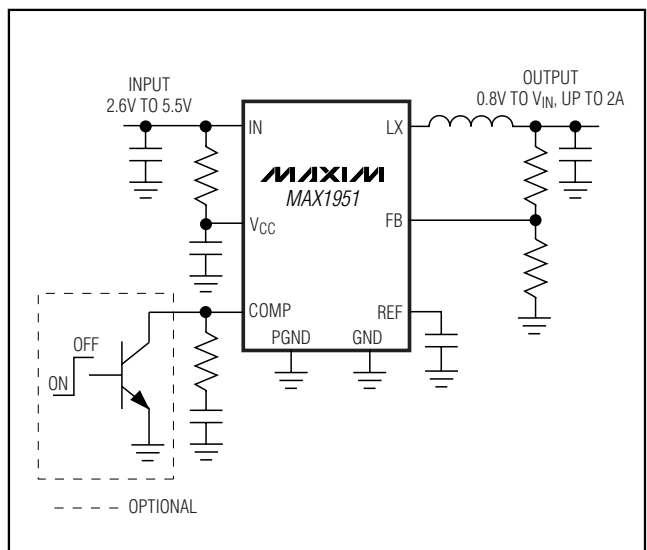 INPUT
2.6V TO 5.5V
OUTPUT
0.8V TO VIN, UP TO 2A
IN
LX
MAXIM
MAX1951
VCC
FB
COMP
REF
PGND
GND
OFF
ON
OPTIONAL